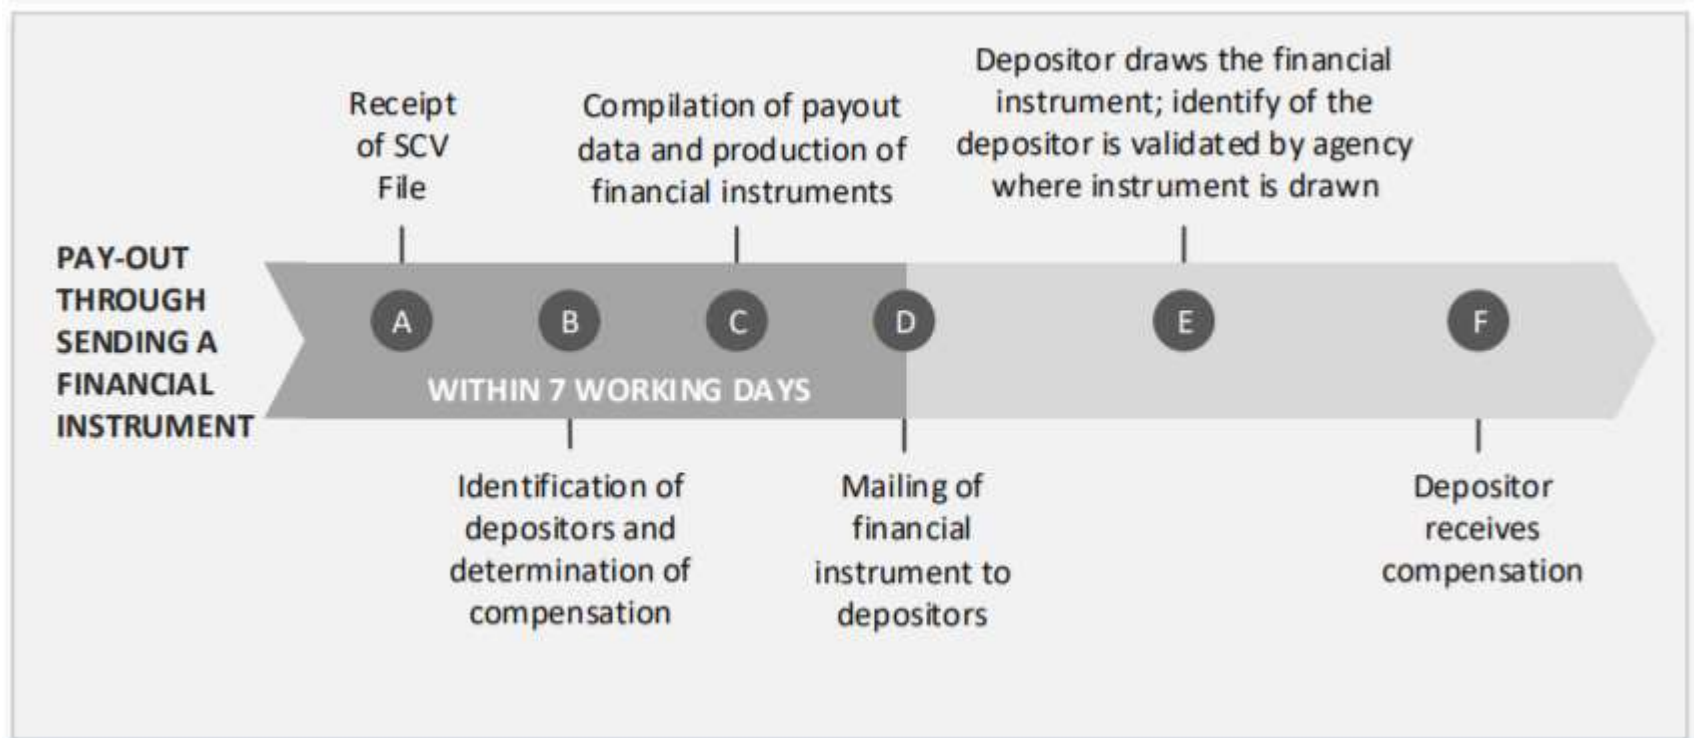 PAY-OUT
THROUGH
SENDING A
FINANCIAL
INSTRUMENT
Receipt
of SCV
File
Compilation of payout
data and production of
financial instruments
Depositor draws the financial
instrument; identify of the
depositor is validated by agency
where instrument is drawn
A
B
C
D
E
F
WITHIN 7 WORKING DAYS
Identification of
depositors and
determination of
compensation
Mailing of
financial
instrument to
depositors
Depositor
receives
compensation